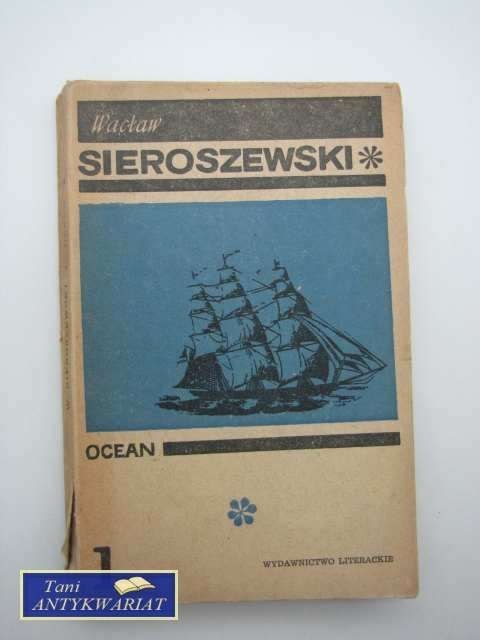 Wacław
SIEROSZEWSKI*
OCEAN
*
1
WYDAWNICTWO LITERACKIE
Tani
ANTYKWARIAT